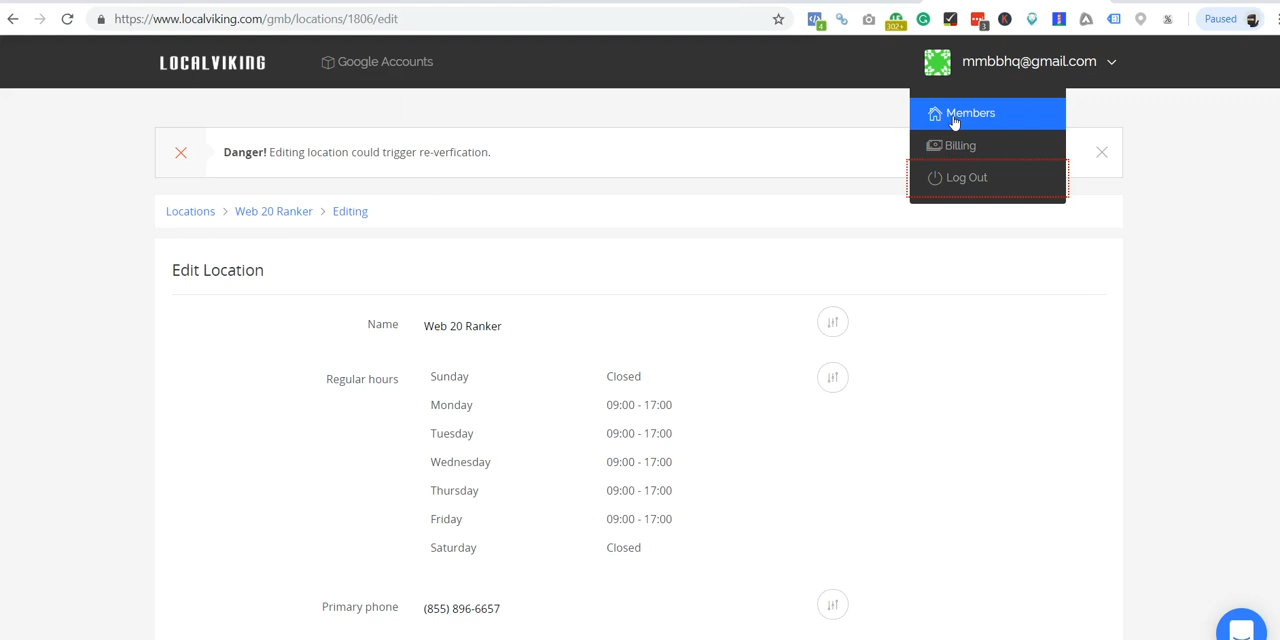 https://www.localviking.com/gmb/locations/1806/edit
4
302+
3
K
Paused
LOCALVIKING
Google Accounts
mmbbhq@gmail.com
Members
Billing
Log Out
Danger! Editing location could trigger re-verfication.
Locations > Web 20 Ranker > Editing
Edit Location
Name Web 20 Ranker
Regular hours Sunday Closed
Monday 09:00 - 17:00
Tuesday 09:00 - 17:00
Wednesday 09:00 - 17:00
Thursday 09:00 - 17:00
Friday 09:00 - 17:00
Saturday Closed
Primary phone (855) 896-6657